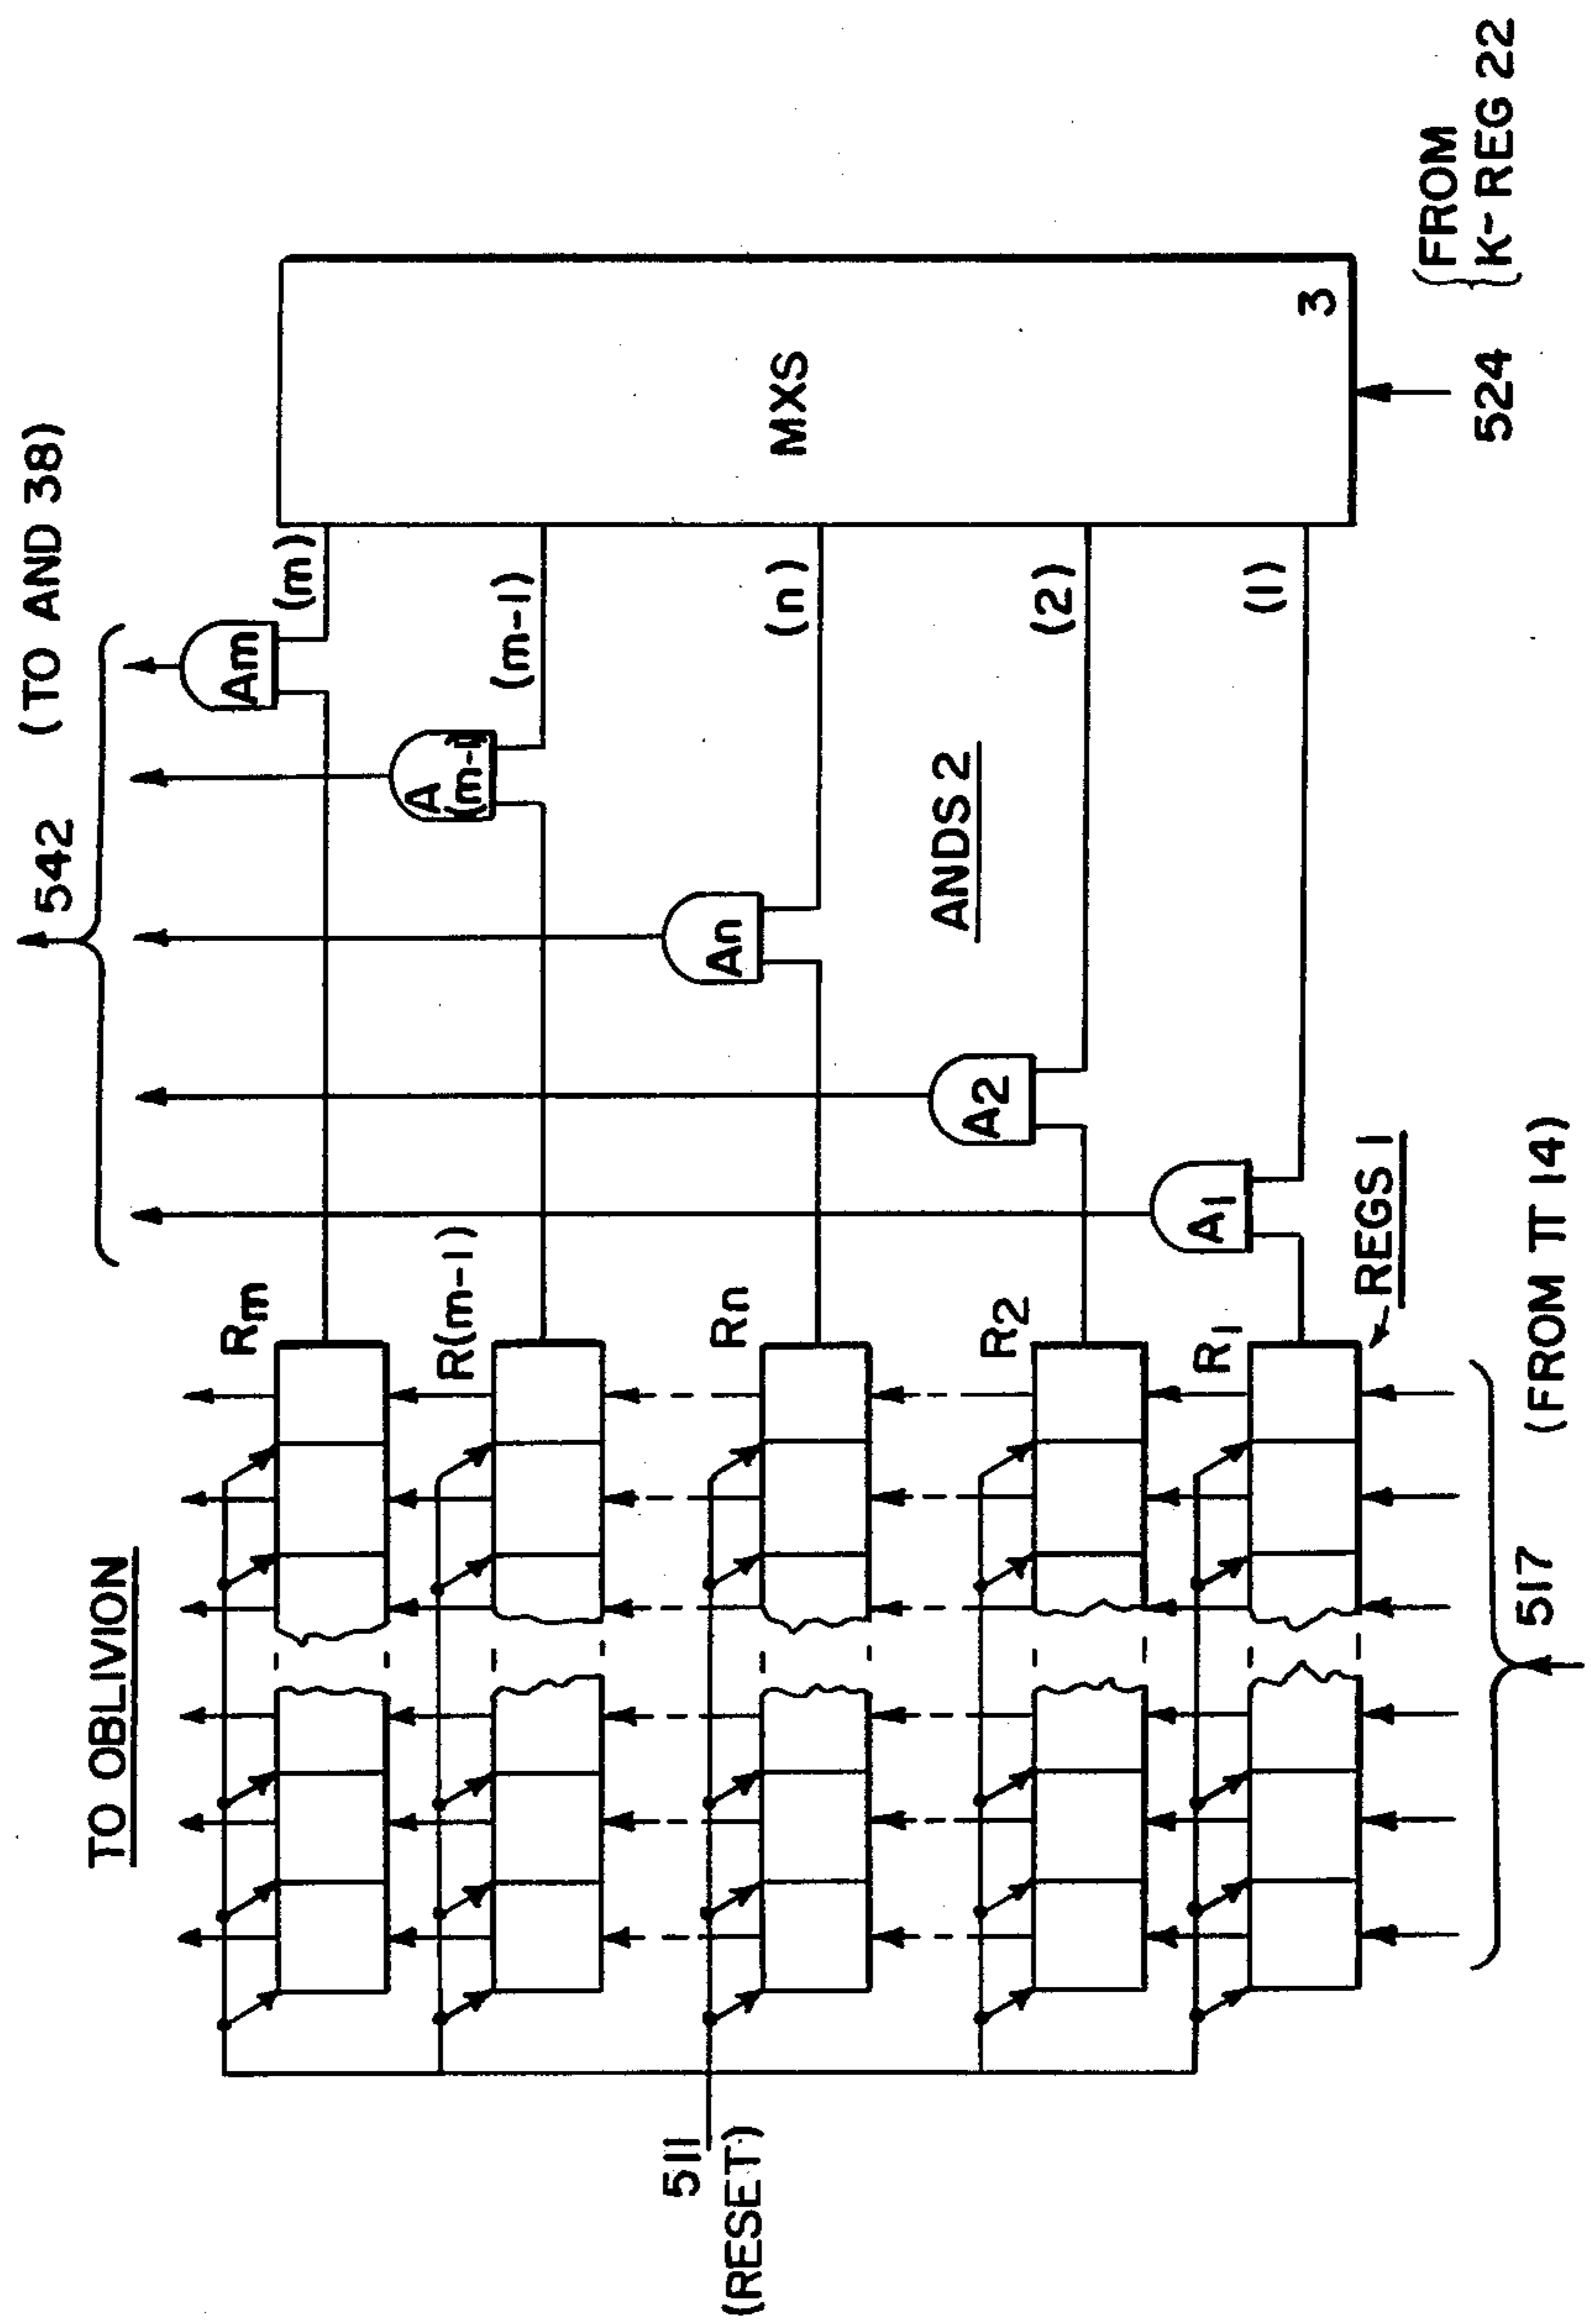 542
(TO AND 38)
TO OBLIVION
Rm
Am
(m)
R(m-1)
A
(m-1)
(m-1)
511
(RESET)
Rn
An
(n)
MXS
ANDS 2
R2
A2
(2)
R1
A1
(1)
3
REGS 1
517
(FROM π 14)
524
(FROM
K-REG 22